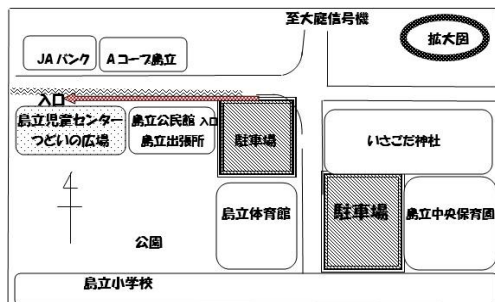 至大庭信号機
拡大図
JAバンク
Aコープ島立
入口
島立児童センター
つどいの広場
島立公民館 入口
島立出張所
駐車場
いさごだ神社
島立体育館
駐車場
島立中央保育園
公園
島立小学校